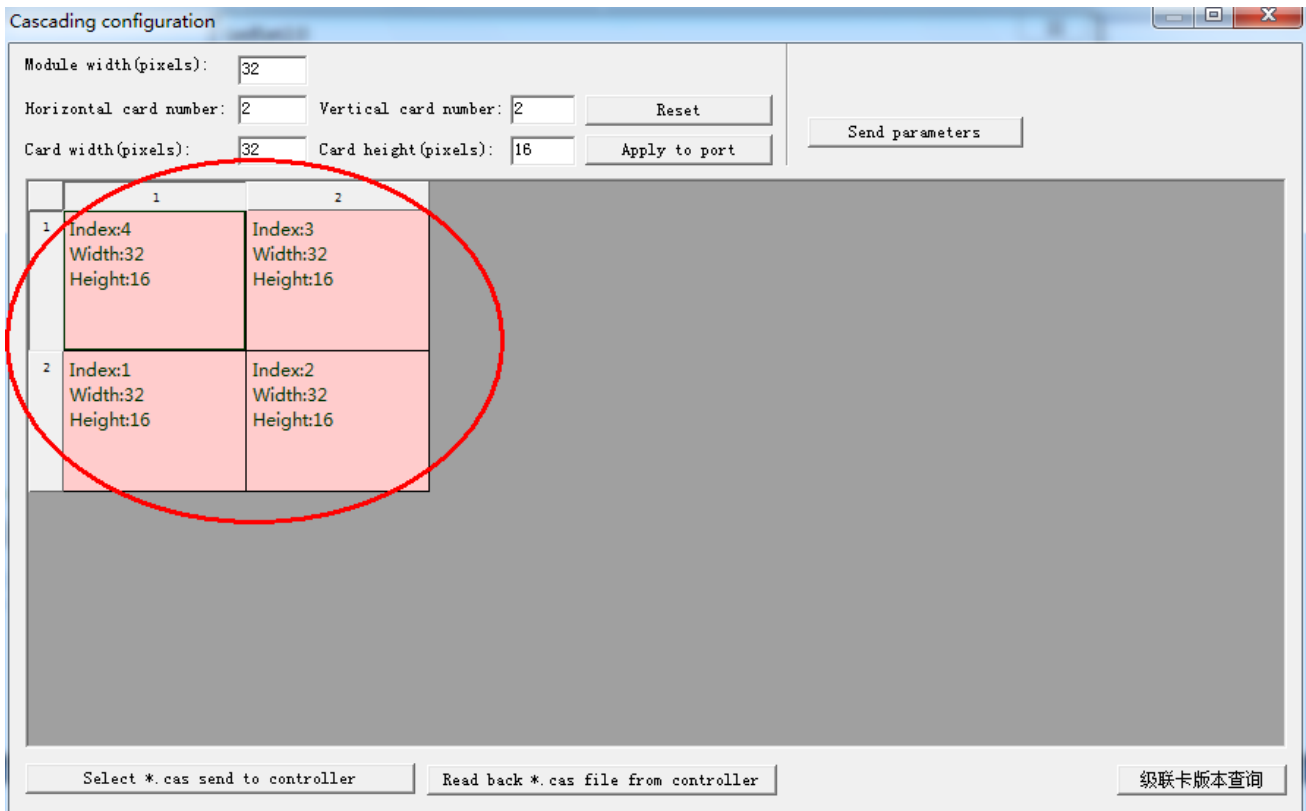 Cascading configuration
Module width(pixels): 32
Horizontal card number: 2 Vertical card number: 2 Reset
Send parameters
Card width(pixels): 32 Card height(pixels): 16 Apply to port
1 2
1 Index:4 Index:3
Width:32 Width:32
Height:16 Height:16
2 Index:1 Index:2
Width:32 Width:32
Height:16 Height:16
Select *.cas send to controller Read back *.cas file from controller 级联卡版本查询